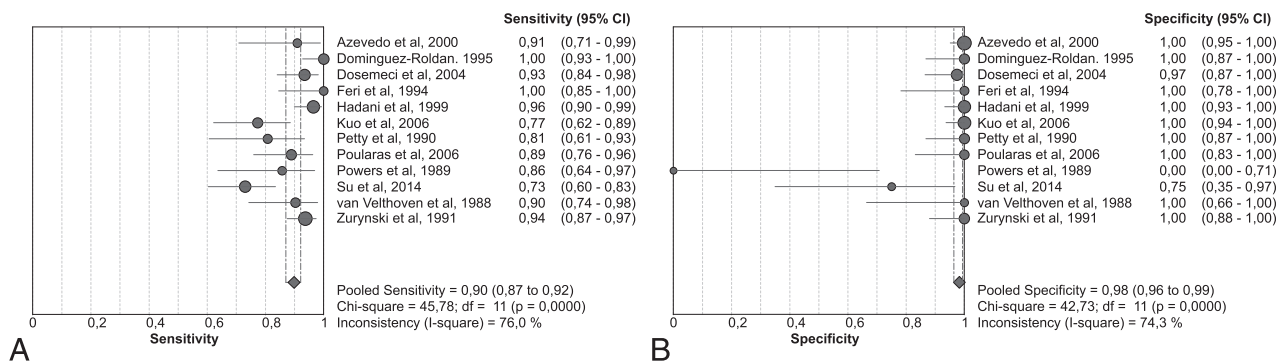 Sensitivity (95% CI)
Azevedo et al, 2000 0,91 (0,71 - 0,99)
Dominguez-Roldan. 1995 1,00 (0,93 - 1,00)
Dosemeci et al, 2004 0,93 (0,84 - 0,98)
Feri et al, 1994 1,00 (0,85 - 1,00)
Hadani et al, 1999 0,96 (0,90 - 0,99)
Kuo et al, 2006 0,77 (0,62 - 0,89)
Petty et al, 1990 0,81 (0,61 - 0,93)
Poularas et al, 2006 0,89 (0,76 - 0,96)
Powers et al, 1989 0,86 (0,64 - 0,97)
Su et al, 2014 0,73 (0,60 - 0,83)
van Velthoven et al, 1988 0,90 (0,74 - 0,98)
Zurynski et al, 1991 0,94 (0,87 - 0,97)
Pooled Sensitivity = 0,90 (0,87 to 0,92)
Chi-square = 45,78; df = 11 (p = 0,0000)
Inconsistency (I-square) = 76,0 %
0 0,2 0,4 0,6 0,8 1
Sensitivity
A
Specificity (95% CI)
Azevedo et al, 2000 1,00 (0,95 - 1,00)
Dominguez-Roldan. 1995 1,00 (0,87 - 1,00)
Dosemeci et al, 2004 0,97 (0,87 - 1,00)
Feri et al, 1994 1,00 (0,78 - 1,00)
Hadani et al, 1999 1,00 (0,93 - 1,00)
Kuo et al, 2006 1,00 (0,94 - 1,00)
Petty et al, 1990 1,00 (0,87 - 1,00)
Poularas et al, 2006 1,00 (0,83 - 1,00)
Powers et al, 1989 0,00 (0,00 - 0,71)
Su et al, 2014 0,75 (0,35 - 0,97)
van Velthoven et al, 1988 1,00 (0,66 - 1,00)
Zurynski et al, 1991 1,00 (0,88 - 1,00)
Pooled Specificity = 0,98 (0,96 to 0,99)
Chi-square = 42,73; df = 11 (p = 0,0000)
Inconsistency (I-square) = 74,3 %
0 0,2 0,4 0,6 0,8 1
Specificity
B